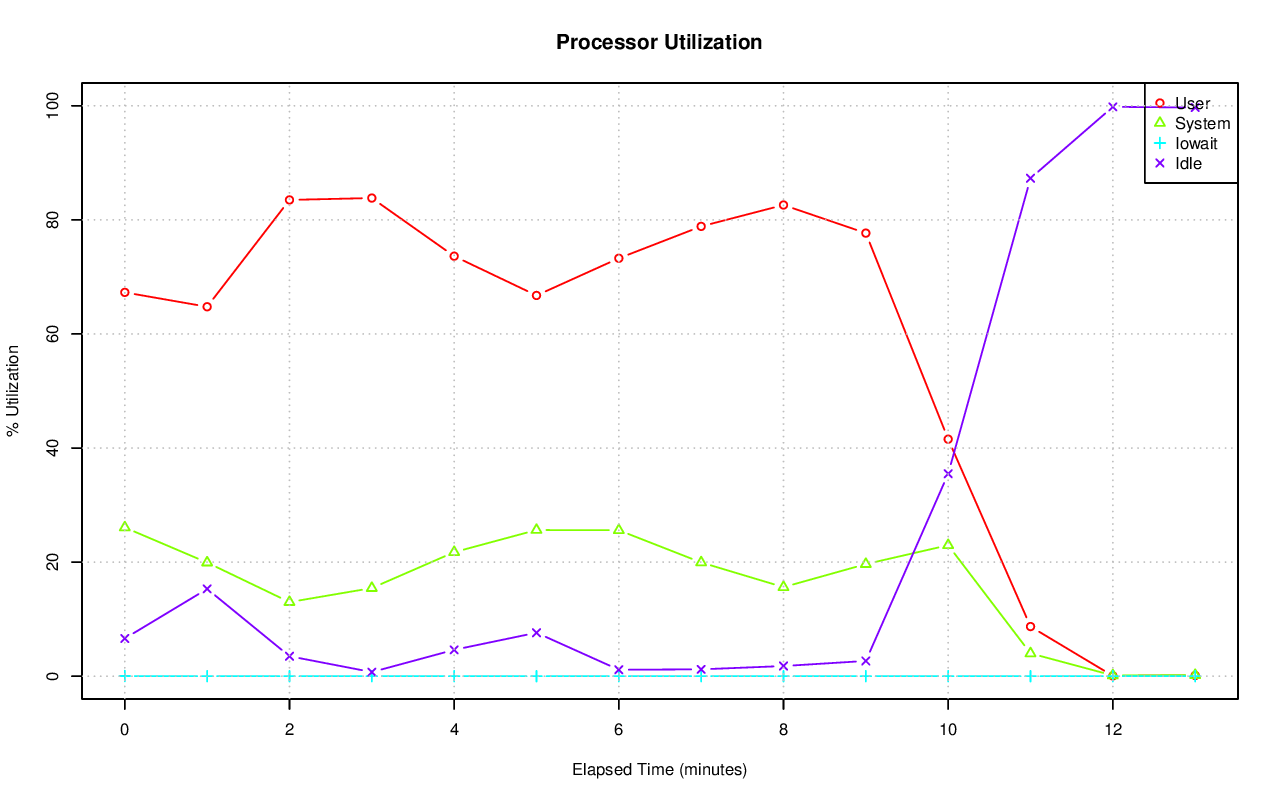 Processor Utilization
100
80
60
40
20
0
% Utilization
User
System
Iowait
Idle
0 2 4 6 8 10 12
Elapsed Time (minutes)